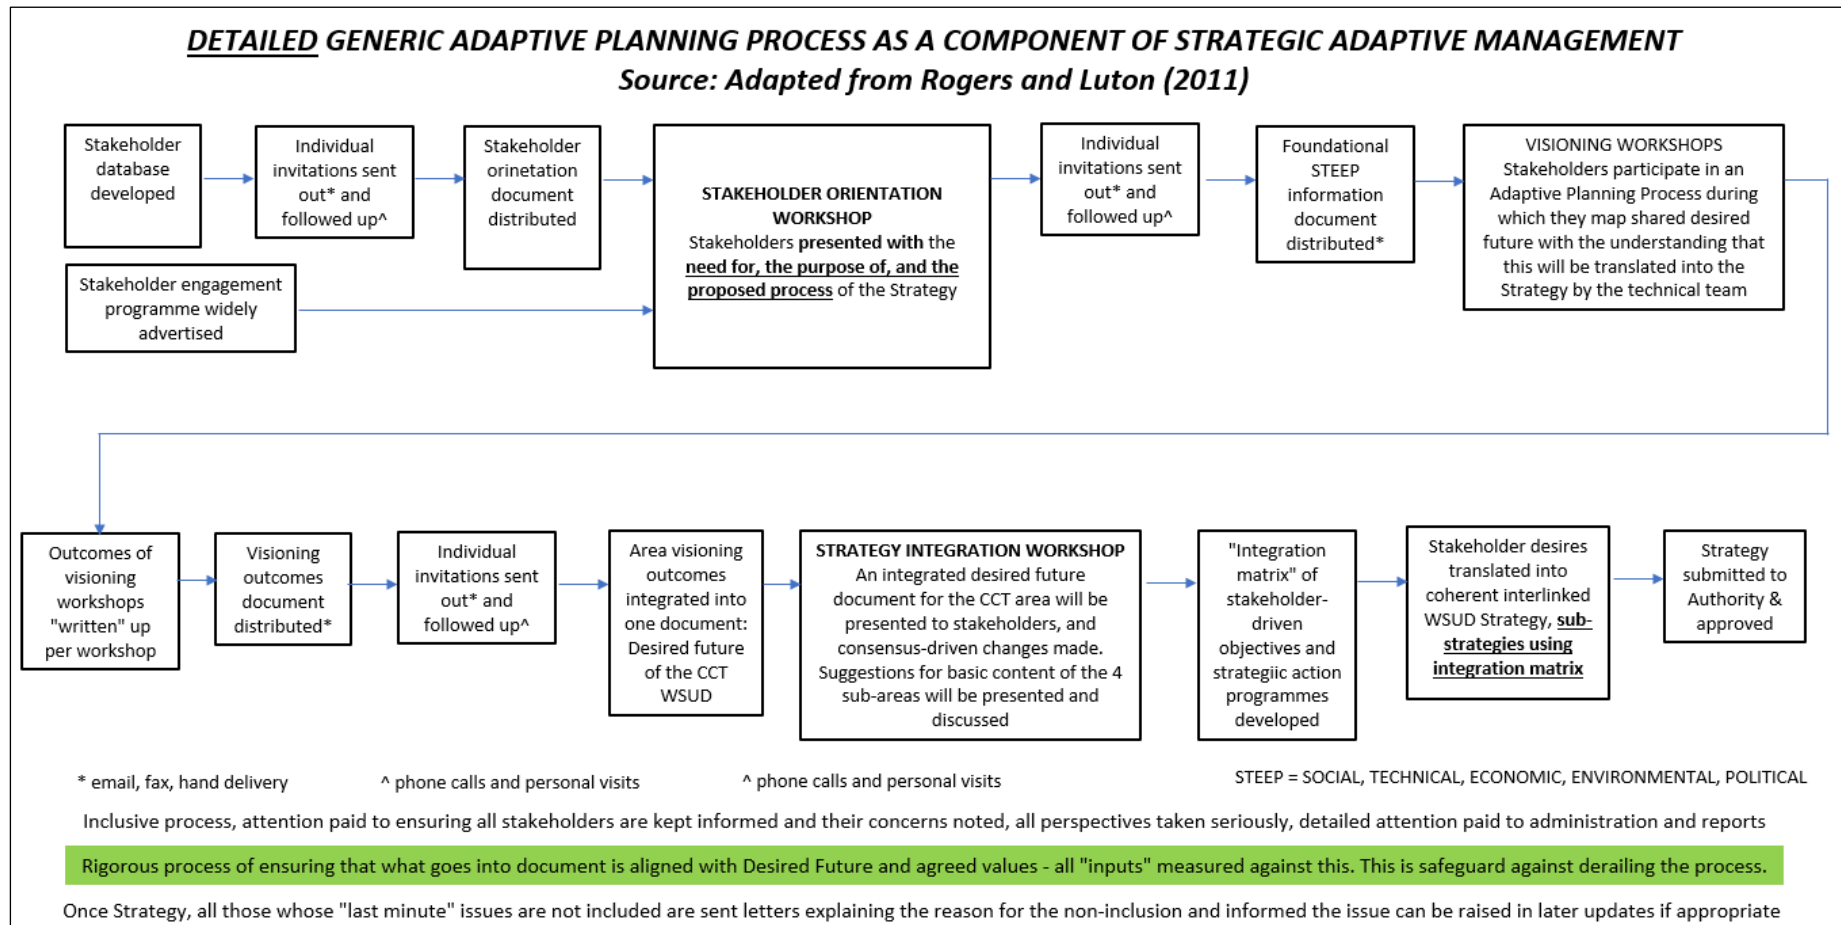 DETAILED GENERIC ADAPTIVE PLANNING PROCESS AS A COMPONENT OF STRATEGIC ADAPTIVE MANAGEMENT
Source: Adapted from Rogers and Luton (2011)
Stakeholder
database
developed
Individual
invitations sent
out* and
followed up^
Stakeholder
orinetation
document
distributed
Stakeholder engagement
programme widely
advertised
STAKEHOLDER ORIENTATION
WORKSHOP
Stakeholders presented with the
need for, the purpose of, and the
proposed process of the Strategy
Individual
invitations sent
out* and
followed up^
Foundational
STEEP
information
document
distributed*
VISIONING WORKSHOPS
Stakeholders participate in an
Adaptive Planning Process during
which they map shared desired
future with the understanding that
this will be translated into the
Strategy by the technical team
Outcomes of
visioning
workshops
"written" up
per workshop
Visioning
outcomes
document
distributed*
Individual
invitations sent
out* and
followed up^
Area visioning
outcomes
integrated into
one document:
Desired future
of the CCT
WSUD
STRATEGY INTEGRATION WORKSHOP
An integrated desired future
document for the CCT area will be
presented to stakeholders, and
consensus-driven changes made.
Suggestions for basic content of the 4
sub-areas will be presented and
discussed
"Integration
matrix" of
stakeholder-
driven
objectives and
strategiic action
programmes
developed
Stakeholder desires
translated into
coherent interlinked
WSUD Strategy, sub-
strategies using
integration matrix
Strategy
submitted to
Authority &
approved
* email, fax, hand delivery
^ phone calls and personal visits
^ phone calls and personal visits
STEEP = SOCIAL, TECHNICAL, ECONOMIC, ENVIRONMENTAL, POLITICAL
Inclusive process, attention paid to ensuring all stakeholders are kept informed and their concerns noted, all perspectives taken seriously, detailed attention paid to administration and reports
Rigorous process of ensuring that what goes into document is aligned with Desired Future and agreed values - all "inputs" measured against this. This is safeguard against derailing the process.
Once Strategy, all those whose "last minute" issues are not included are sent letters explaining the reason for the non-inclusion and informed the issue can be raised in later updates if appropriate